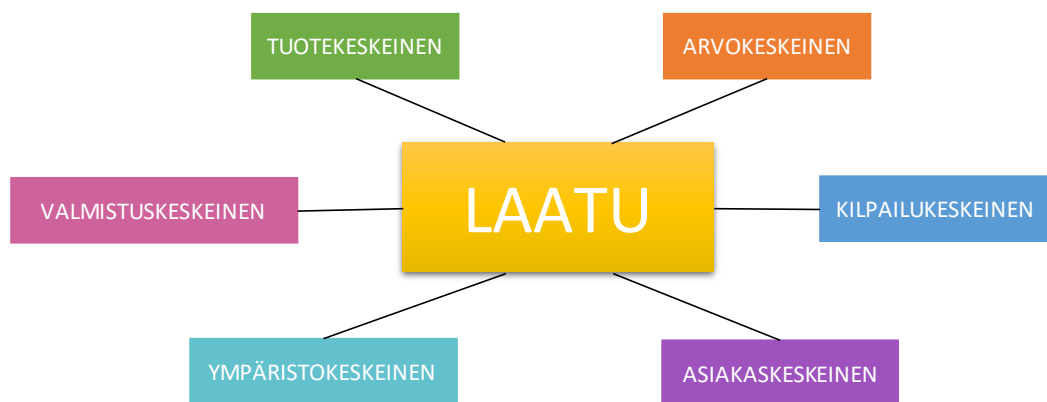 TUOTEKESKEINEN
ARVOKESKEINEN
VALMISTUSKESKEINEN
LAATU
KILPAILUKESKEINEN
YMPÄRISTOKESKEINEN
ASIAKASKESKEINEN